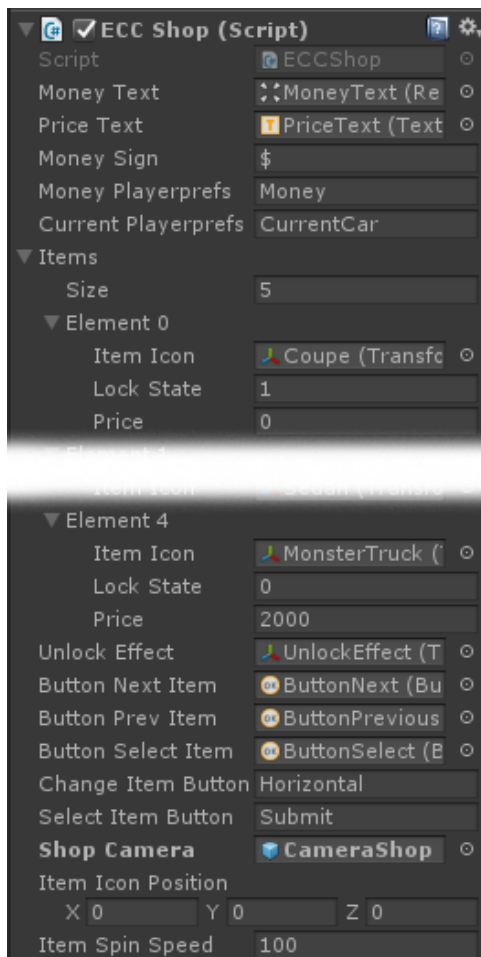 ECC Shop (Script)
Script ECCShop
Money Text MoneyText (Re
Price Text PriceText (Text
Money Sign $
Money Playerprefs Money
Current Playerprefs CurrentCar
Items
Size 5
Element 0
Item Icon Coupe (Transfo
Lock State 1
Price 0
Element 4
Item Icon MonsterTruck (T
Lock State 0
Price 2000
Unlock Effect UnlockEffect (T
Button Next Item ButtonNext (Bu
Button Prev Item ButtonPrevious
Button Select Item ButtonSelect (B
Change Item Button Horizontal
Select Item Button Submit
Shop Camera CameraShop
Item Icon Position
X 0 Y 0 Z 0
Item Spin Speed 100